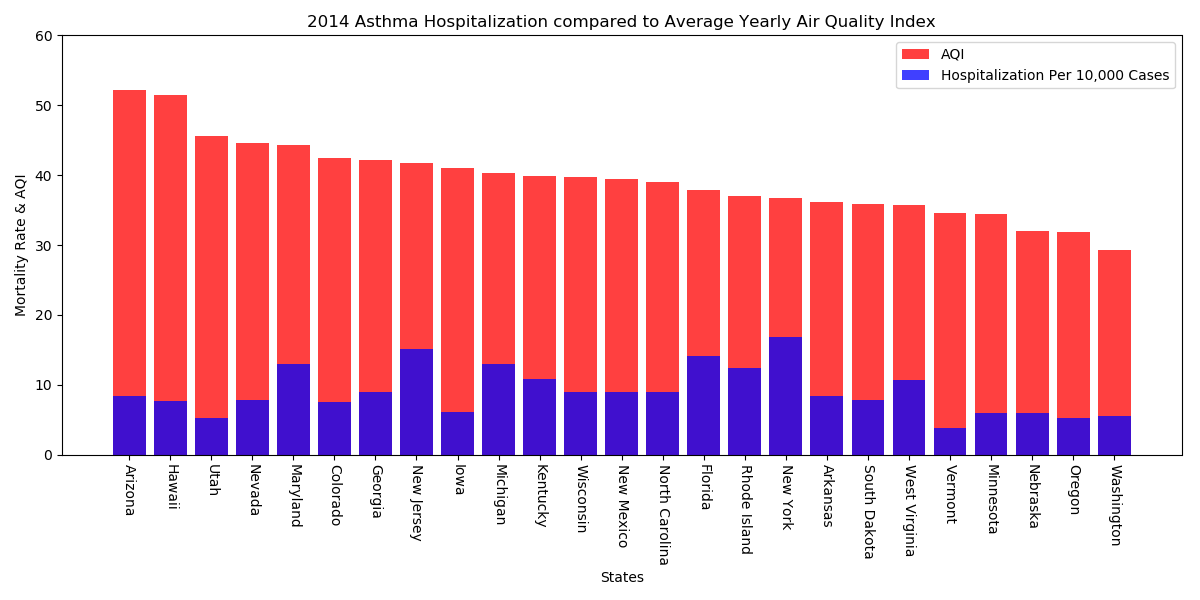 2014 Asthma Hospitalization compared to Average Yearly Air Quality Index
AQI
Hospitalization Per 10,000 Cases
Mortality Rate & AQI
60
50
40
30
20
10
0
Arizona
Hawaii
Utah
Nevada
Maryland
Colorado
Georgia
New Jersey
Iowa
Michigan
Kentucky
Wisconsin
New Mexico
North Carolina
Florida
Rhode Island
New York
Arkansas
South Dakota
West Virginia
Vermont
Minnesota
Nebraska
Oregon
Washington
States